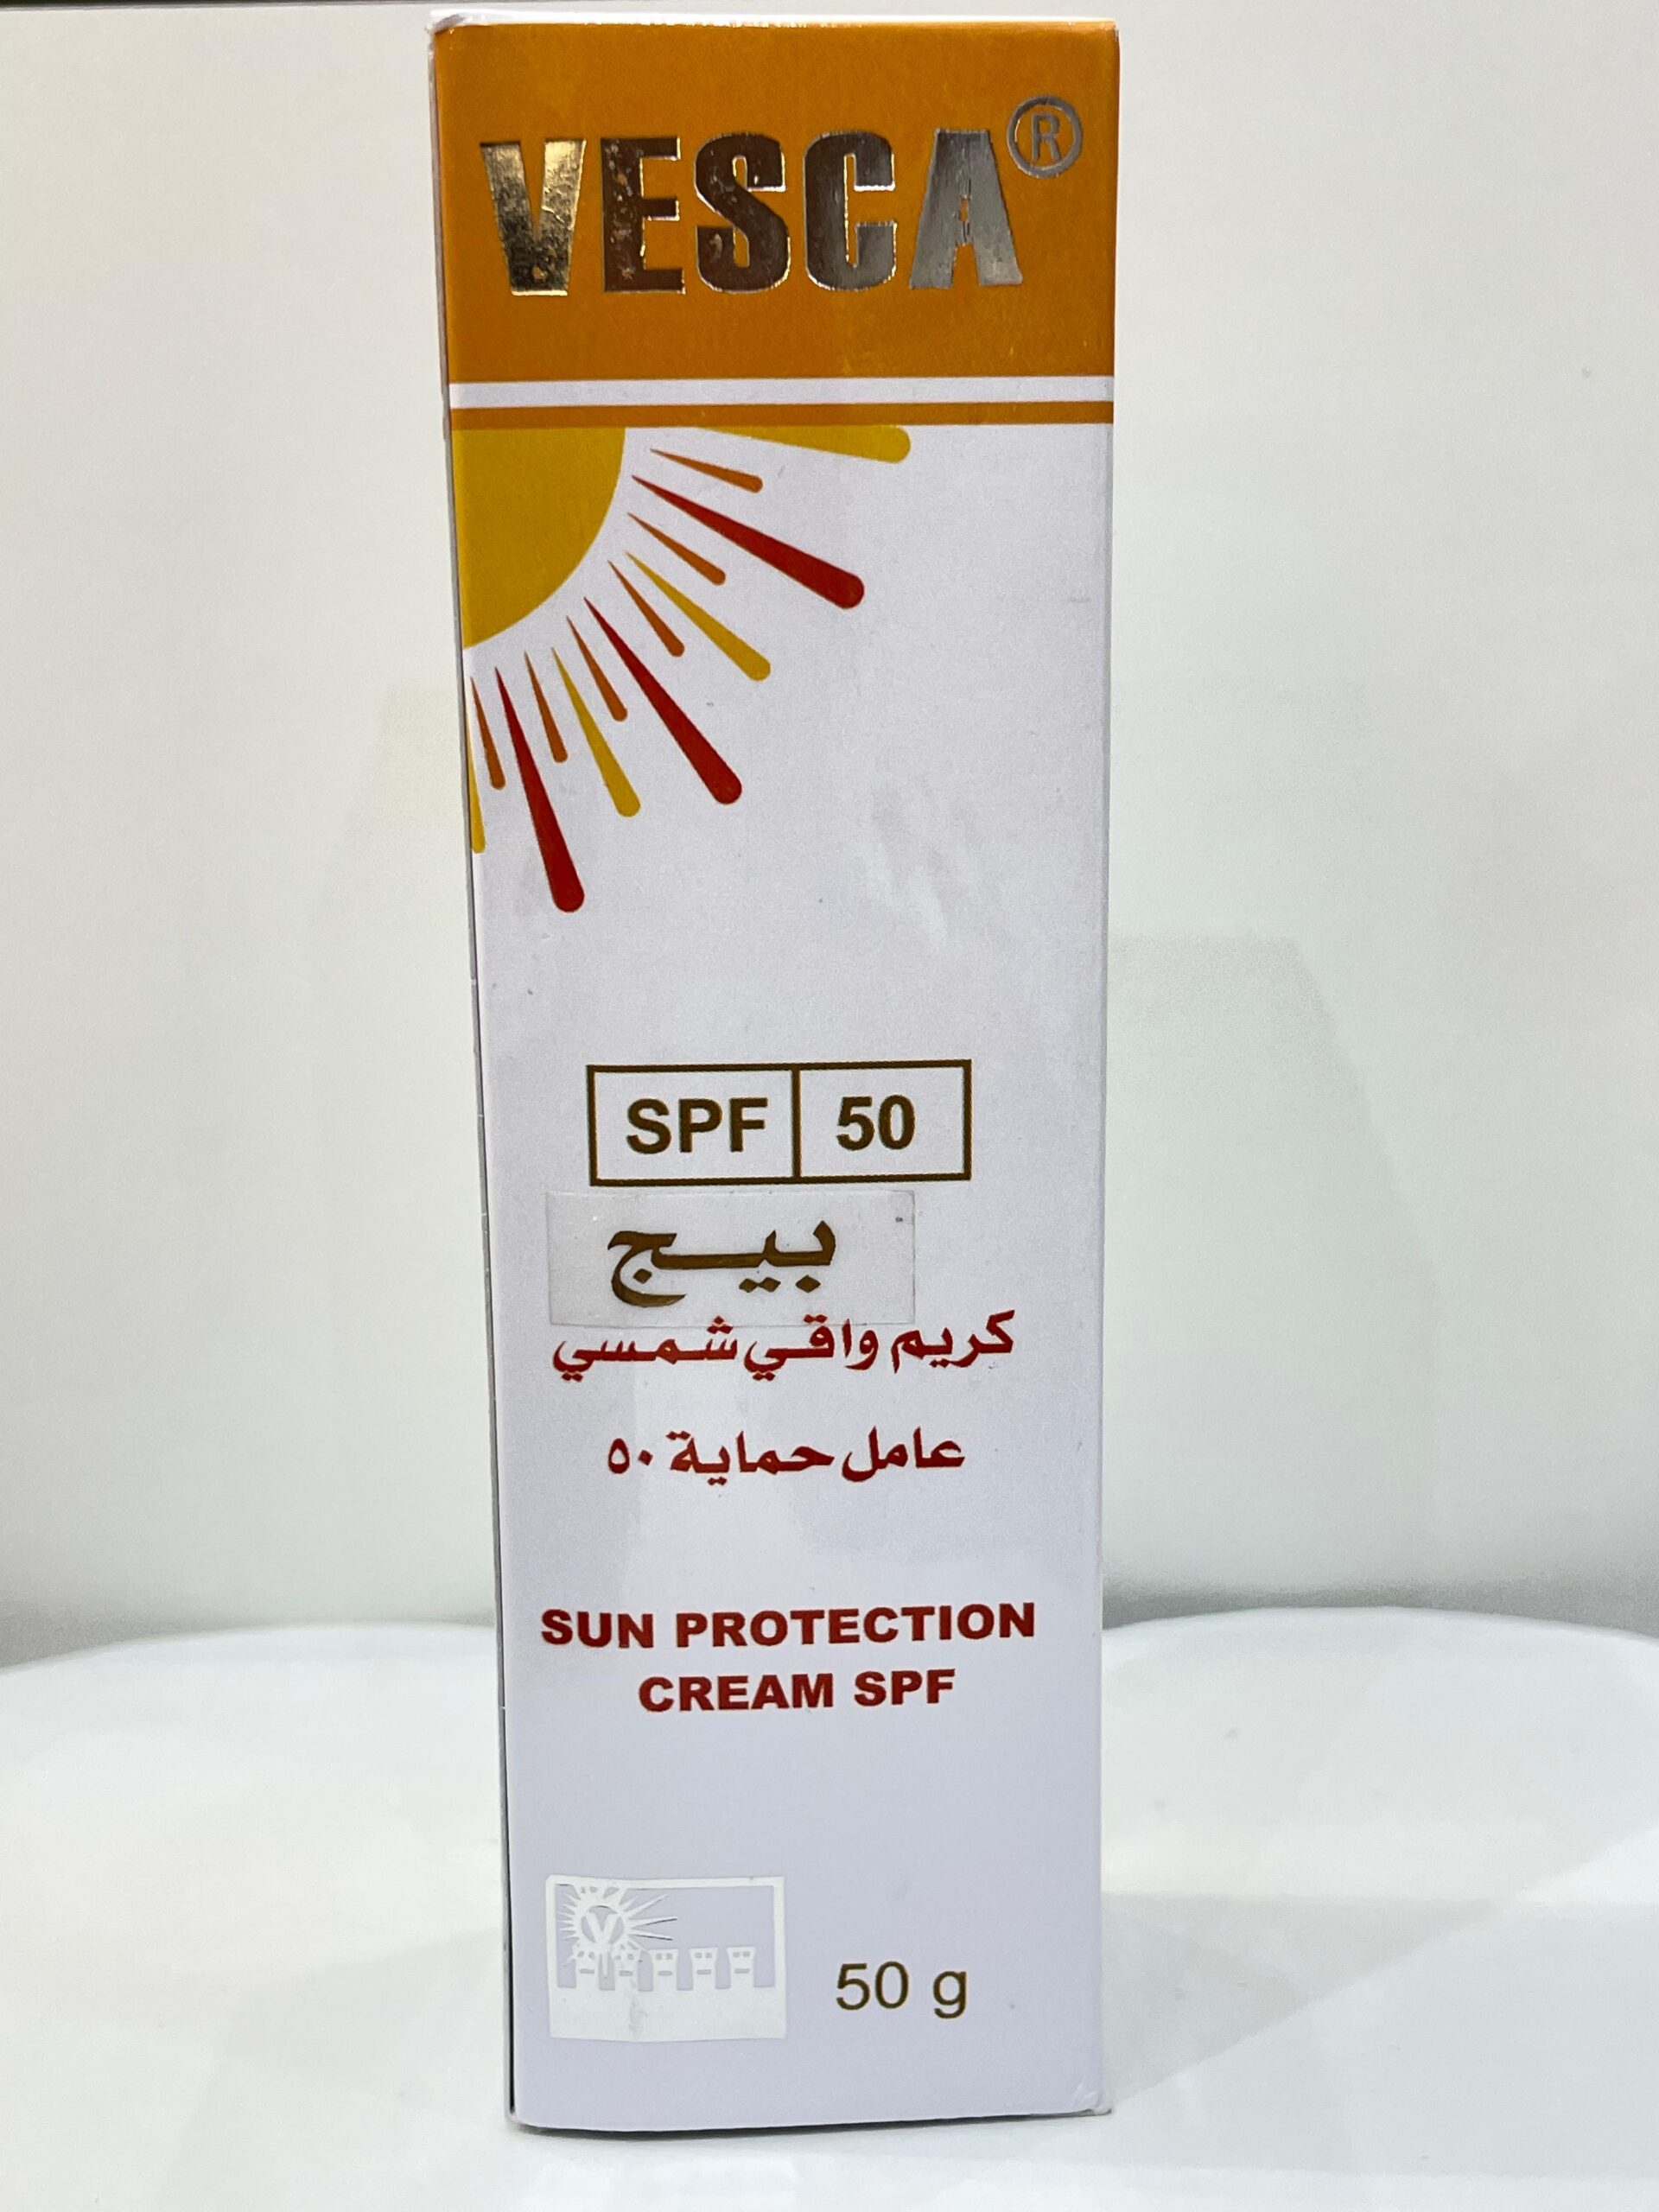 VESCA®
SPF 50
بيج
كريم واقي شمسي
عامل حماية ٥٠
SUN PROTECTION
CREAM SPF
50 g